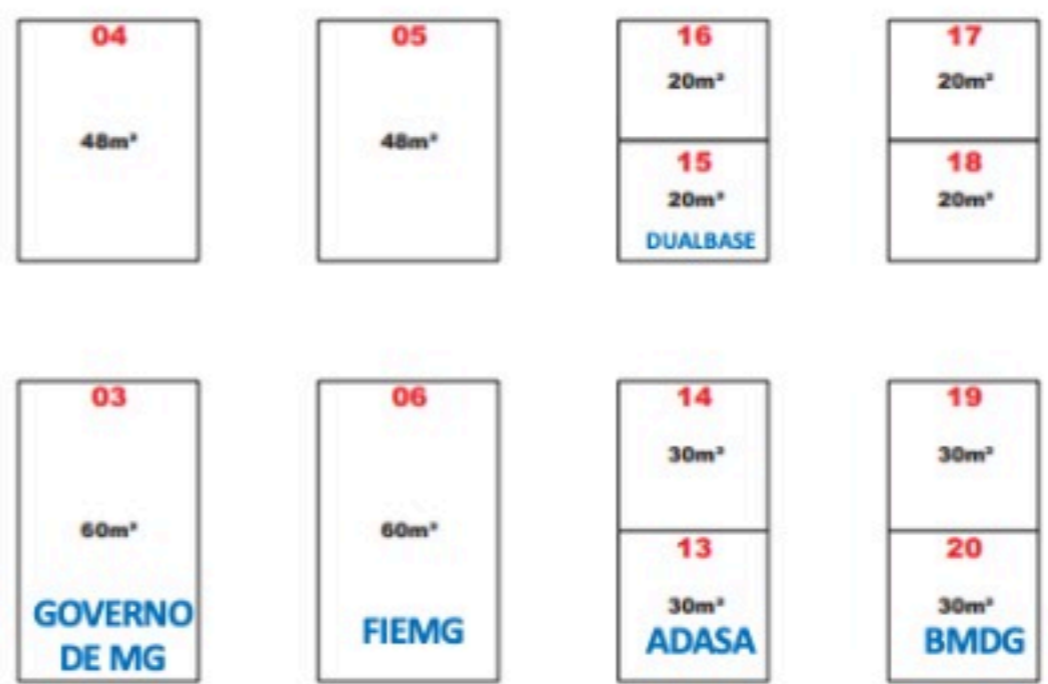 04
48m²
05
48m²
16
20m²
15
20m²
DUALBASE
17
20m²
18
20m²
03
60m²
GOVERNO
DE MG
06
60m²
FIEMG
14
30m²
13
30m²
ADASA
19
30m²
20
30m²
BMDG